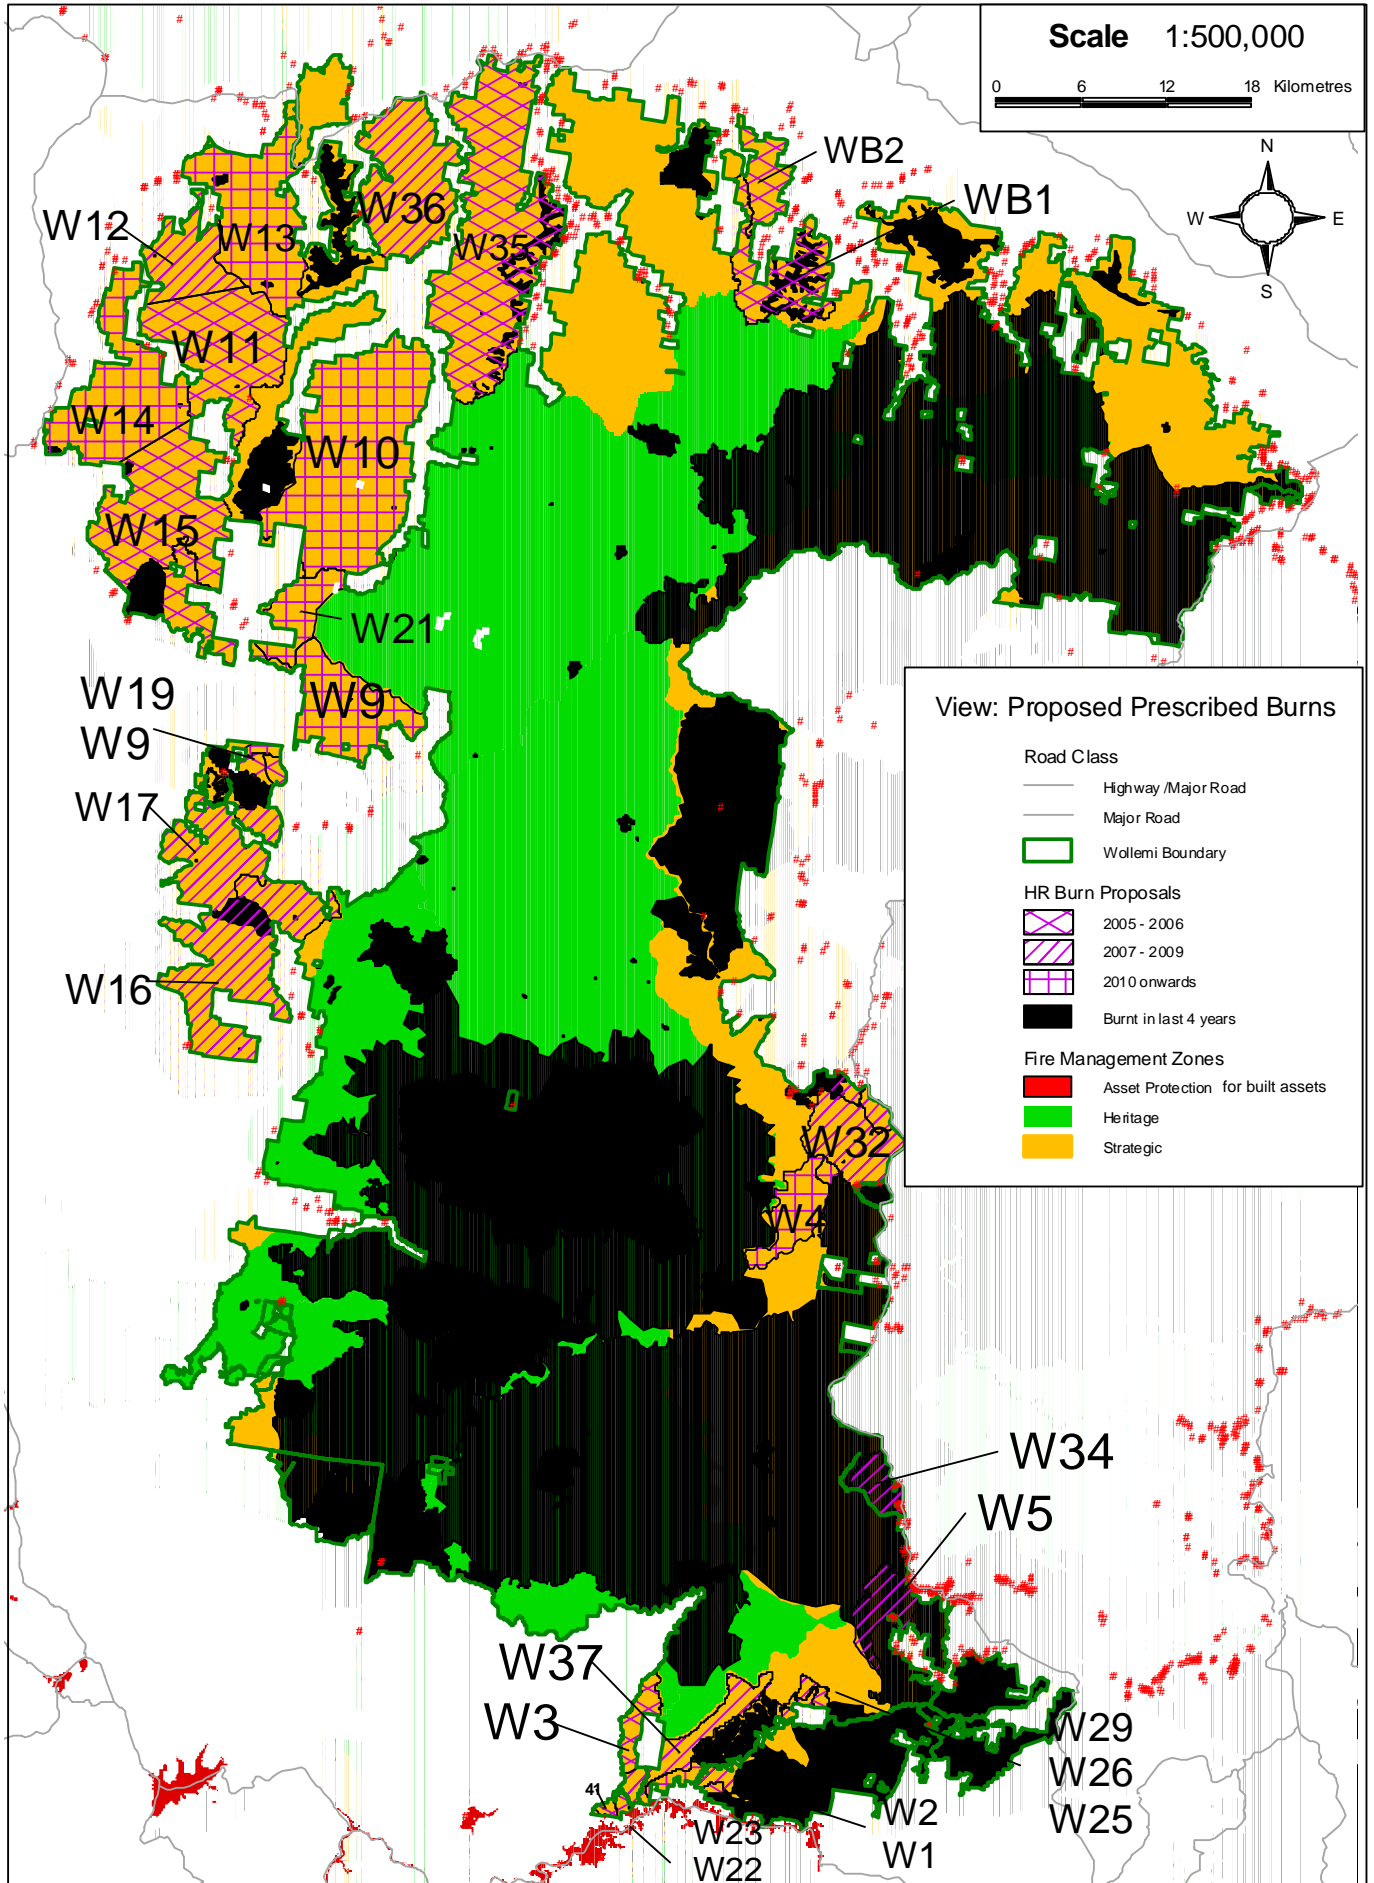 Scale 1:500,000
0 6 12 18 Kilometres
N
W E
S
WB2
WB1
W36
W12
W13
W35
W11
W14
W10
W15
W21
W19
W9
W9
W17
W16
View: Proposed Prescribed Burns
Road Class
Highway /Major Road
Major Road
Wollemi Boundary
HR Burn Proposals
2005 - 2006
2007 - 2009
2010 onwards
Burnt in last 4 years
Fire Management Zones
Asset Protection for built assets
Heritage
Strategic
W32
W4
W34
W5
W37
W3
W29
W26
W25
41
W2
W1
W23
W22